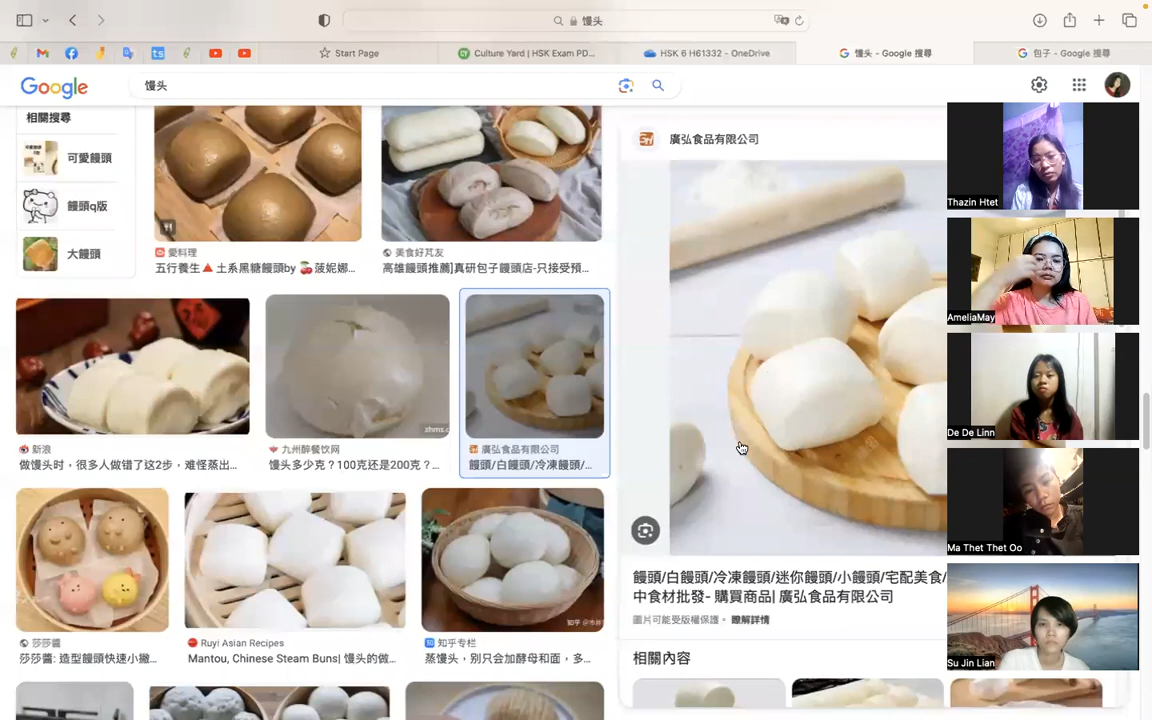 馒头
Start Page
Culture Yard | HSK Exam PD...
HSK 6 H61332 - OneDrive
馒头 - Google 搜尋
包子 - Google 搜尋
Google
馒头
相關搜尋
可愛饅頭
饅頭q版
大饅頭
愛料理
五行養生🔺土系黑糖饅頭by 🍒菠妮娜...
美食好芃友
高雄饅頭推薦]真研包子饅頭店-只接受預...
新浪
做馒头时，很多人做错了这2步，难怪蒸出...
zhms.c
九州醉餐饮网
馒头多少克？100克还是200克？...
廣弘食品有限公司
饅頭/白饅頭/冷凍饅頭/...
莎莎醬
莎莎醬: 造型饅頭快速小撇...
Ruyi Asian Recipes
Mantou, Chinese Steam Buns| 馒头的做...
知乎专栏
蒸馒头，别只会加酵母和面，多...
廣弘食品有限公司
饅頭/白饅頭/冷凍饅頭/迷你饅頭/小饅頭/宅配美食/
中食材批發- 購買商品| 廣弘食品有限公司
圖片可能受版權保護。 瞭解詳情
相關內容
Thazin Htet
AmeliaMay
De De Linn
Ma Thet Thet Oo
Su Jin Lian